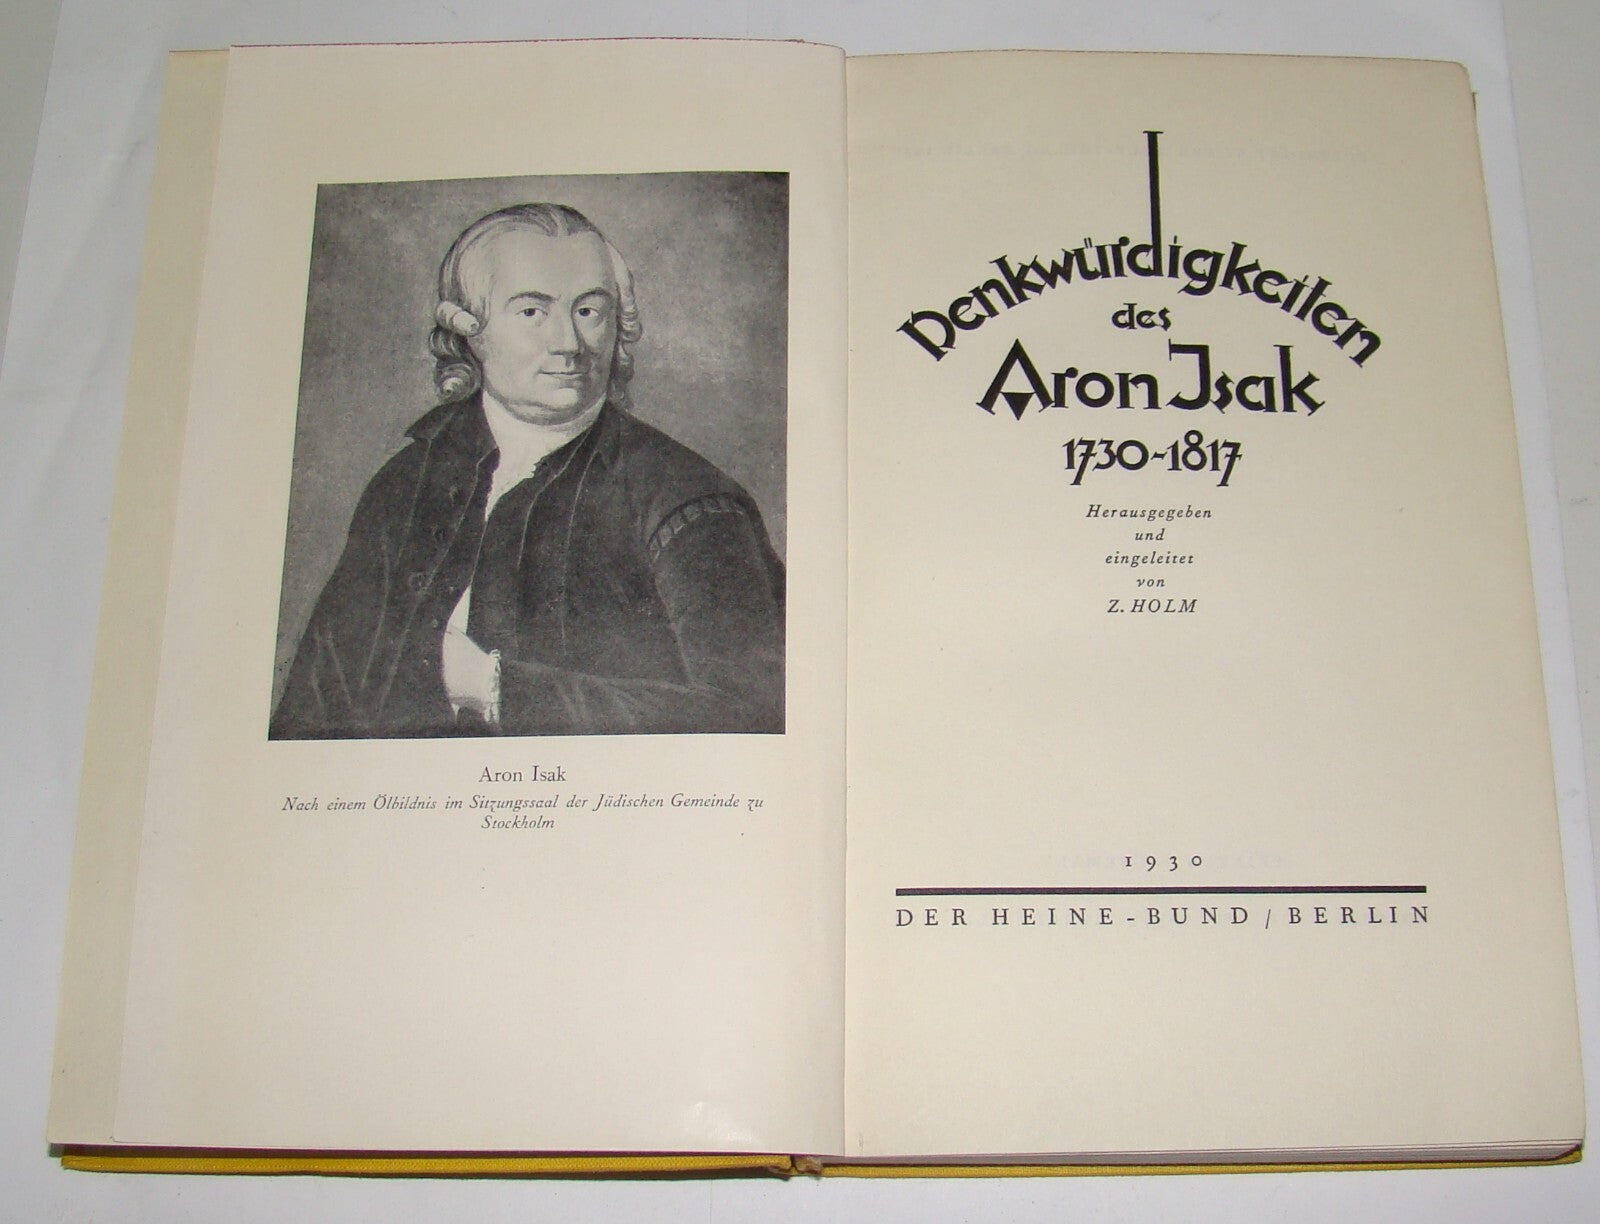 Aron Isak
Nach einem Ölbildnis im Sitzungssaal der Jüdischen Gemeinde zu
Stockholm
Denkwürdigkeiten
des
Aron Isak
1730-1817
Herausgegeben
und
eingeleitet
von
Z. HOLM
1930
DER HEINE-BUND / BERLIN